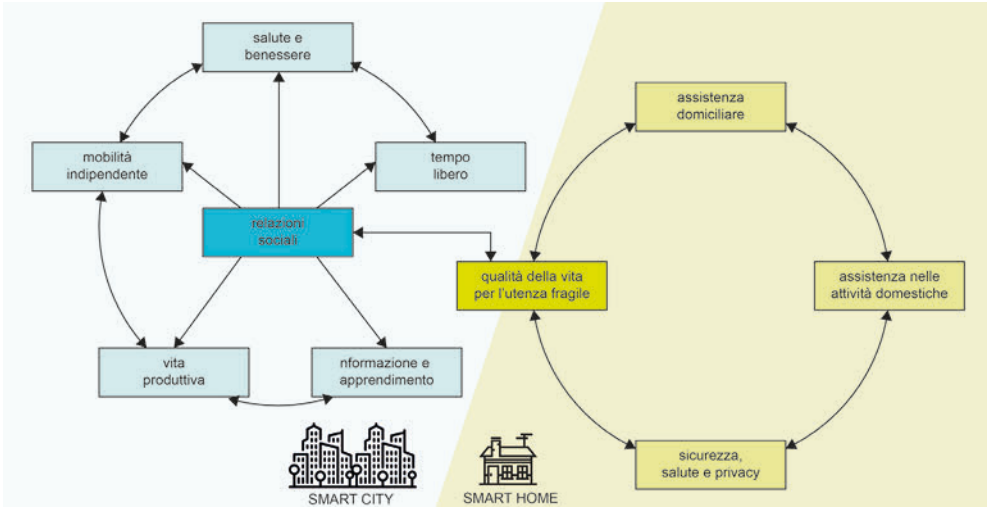 salute e
benessere
mobilità
indipendente
tempo
libero
relazioni
sociali
vita
produttiva
nformazione e
apprendimento
SMART CITY
assistenza
domiciliare
qualità della vita
per l'utenza fragile
assistenza nelle
attività domestiche
sicurezza,
salute e privacy
SMART HOME